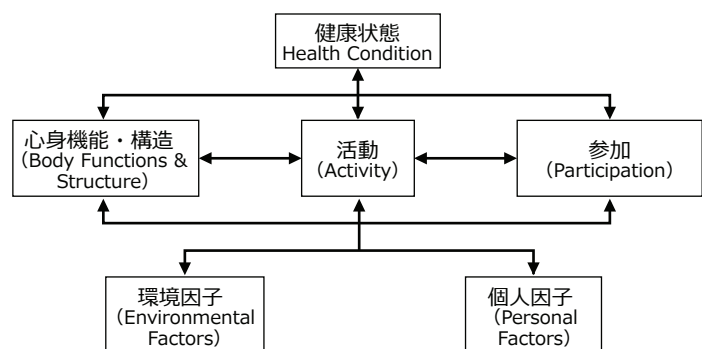 健康状態
Health Condition
心身機能・構造
（Body Functions &
Structure）
活動
（Activity）
参加
（Participation）
環境因子
（Environmental
Factors）
個人因子
（Personal
Factors）